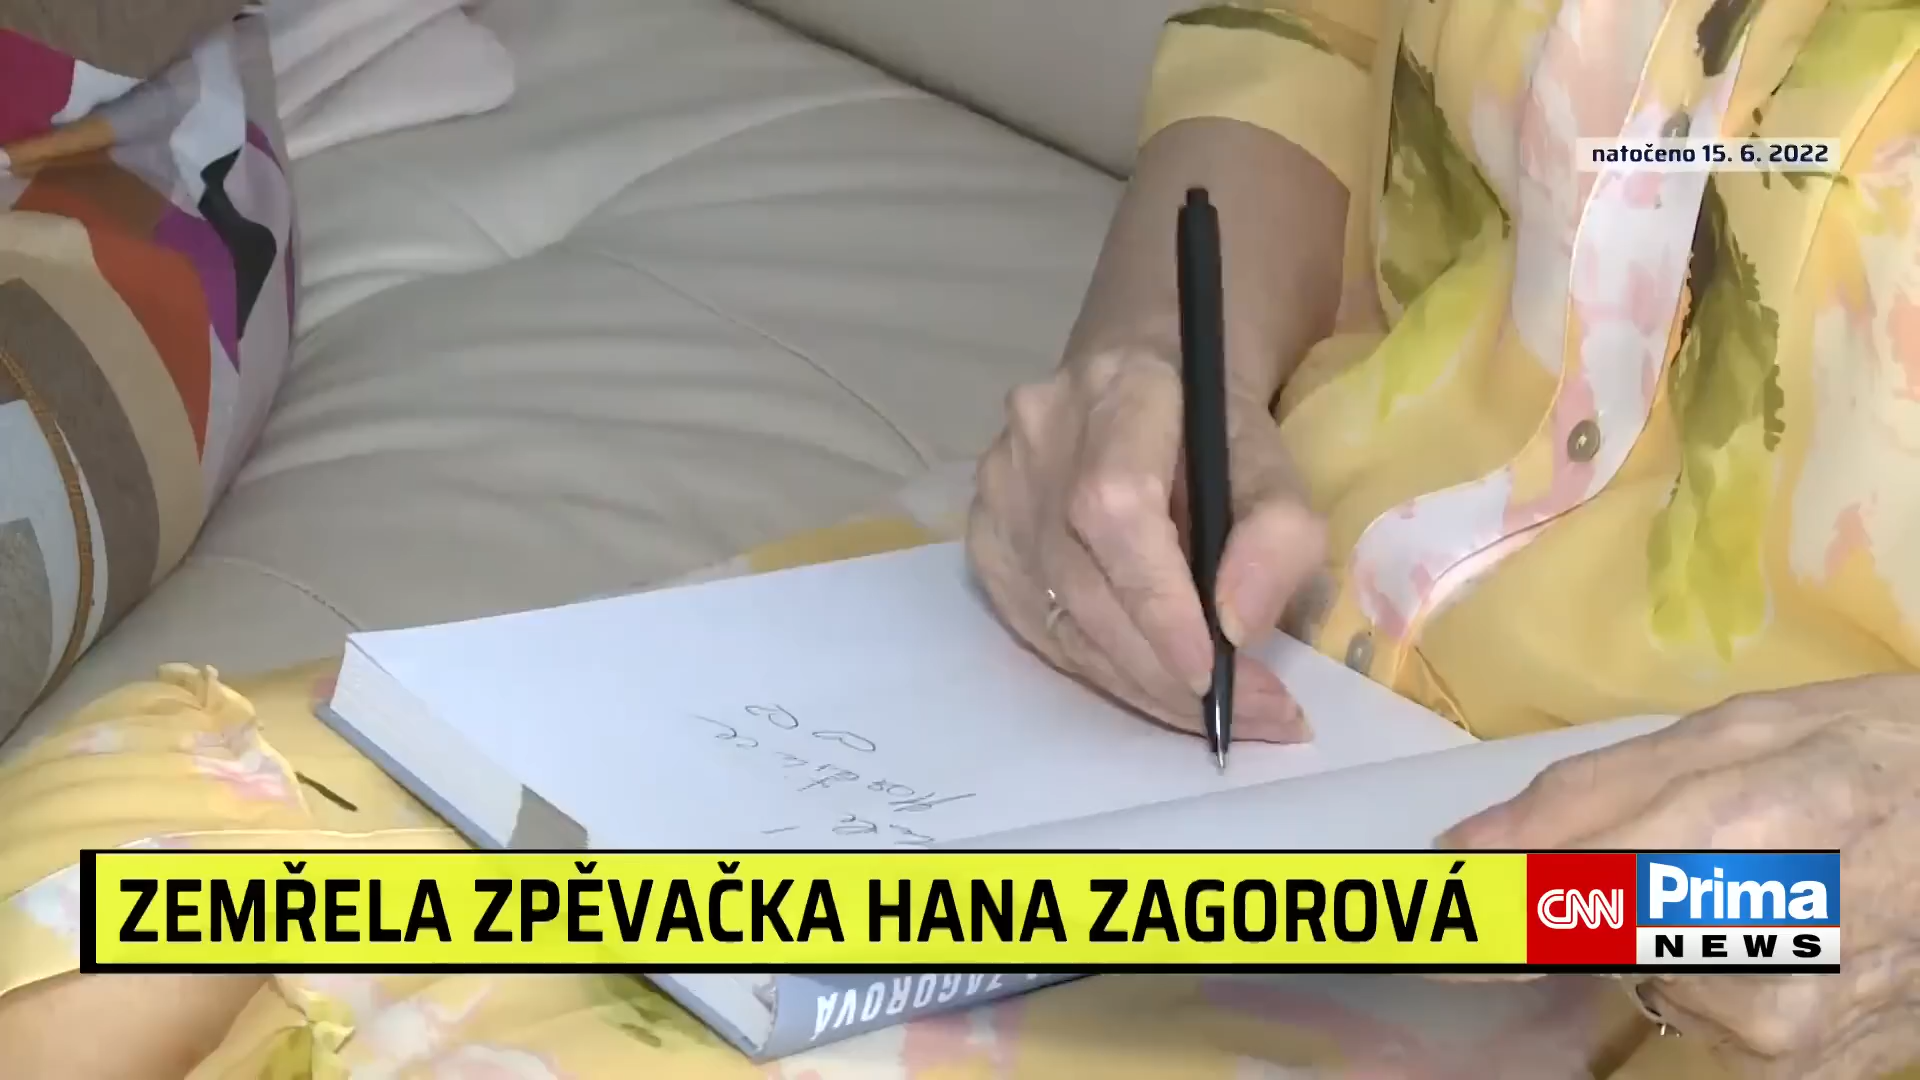 natočeno 15. 6. 2022
ZEMŘELA ZPĚVAČKA HANA ZAGOROVÁ
CNN Prima
NEWS
ZAGOROVÁ